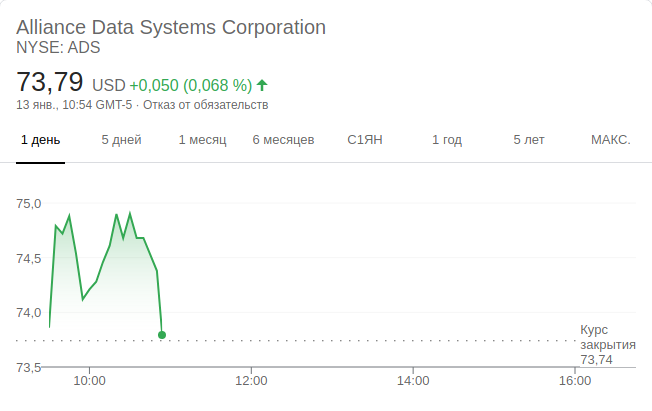 Alliance Data Systems Corporation
NYSE: ADS
73,79 USD +0,050 (0,068 %)
13 янв., 10:54 GMT-5 · Отказ от обязательств
1 день 5 дней 1 месяц 6 месяцев С1ЯН 1 год 5 лет МАКС.
75,0
74,5
74,0
Курс
закрытия
73,74
73,5
10:00 12:00 14:00 16:00